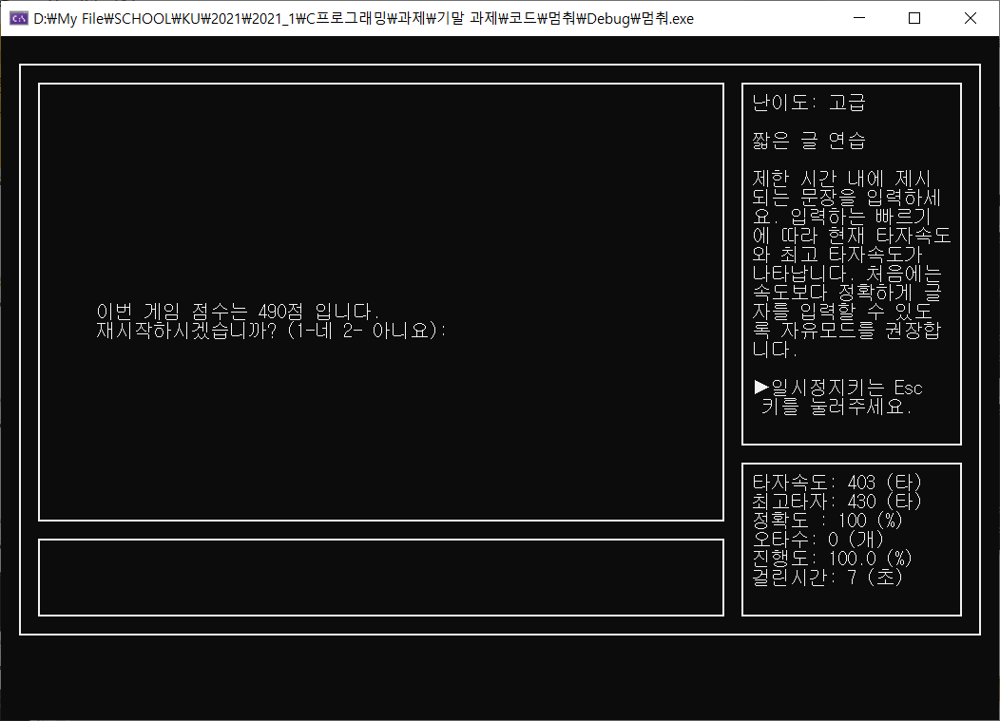 D:₩My File₩SCHOOL₩KU₩2021₩2021_1₩C프로그래밍₩과제₩기말 과제₩코드₩멈춰₩Debug₩멈춰.exe
이번 게임 점수는 490점 입니다.
재시작하시겠습니까? (1-네 2- 아니요):
난이도: 고급
짧은 글 연습
제한 시간 내에 제시
되는 문장을 입력하세
요. 입력하는 빠르기
에 따라 현재 타자속도
와 최고 타자속도가
나타납니다. 처음에는
속도보다 정확하게 글
자를 입력할 수 있도
록 자유모드를 권장합
니다.
▶일시정지키는 Esc
키를 눌러주세요.
타자속도: 403 (타)
최고타자: 430 (타)
정확도 : 100 (%)
오타수: 0 (개)
진행도: 100.0 (%)
걸린시간: 7 (초)